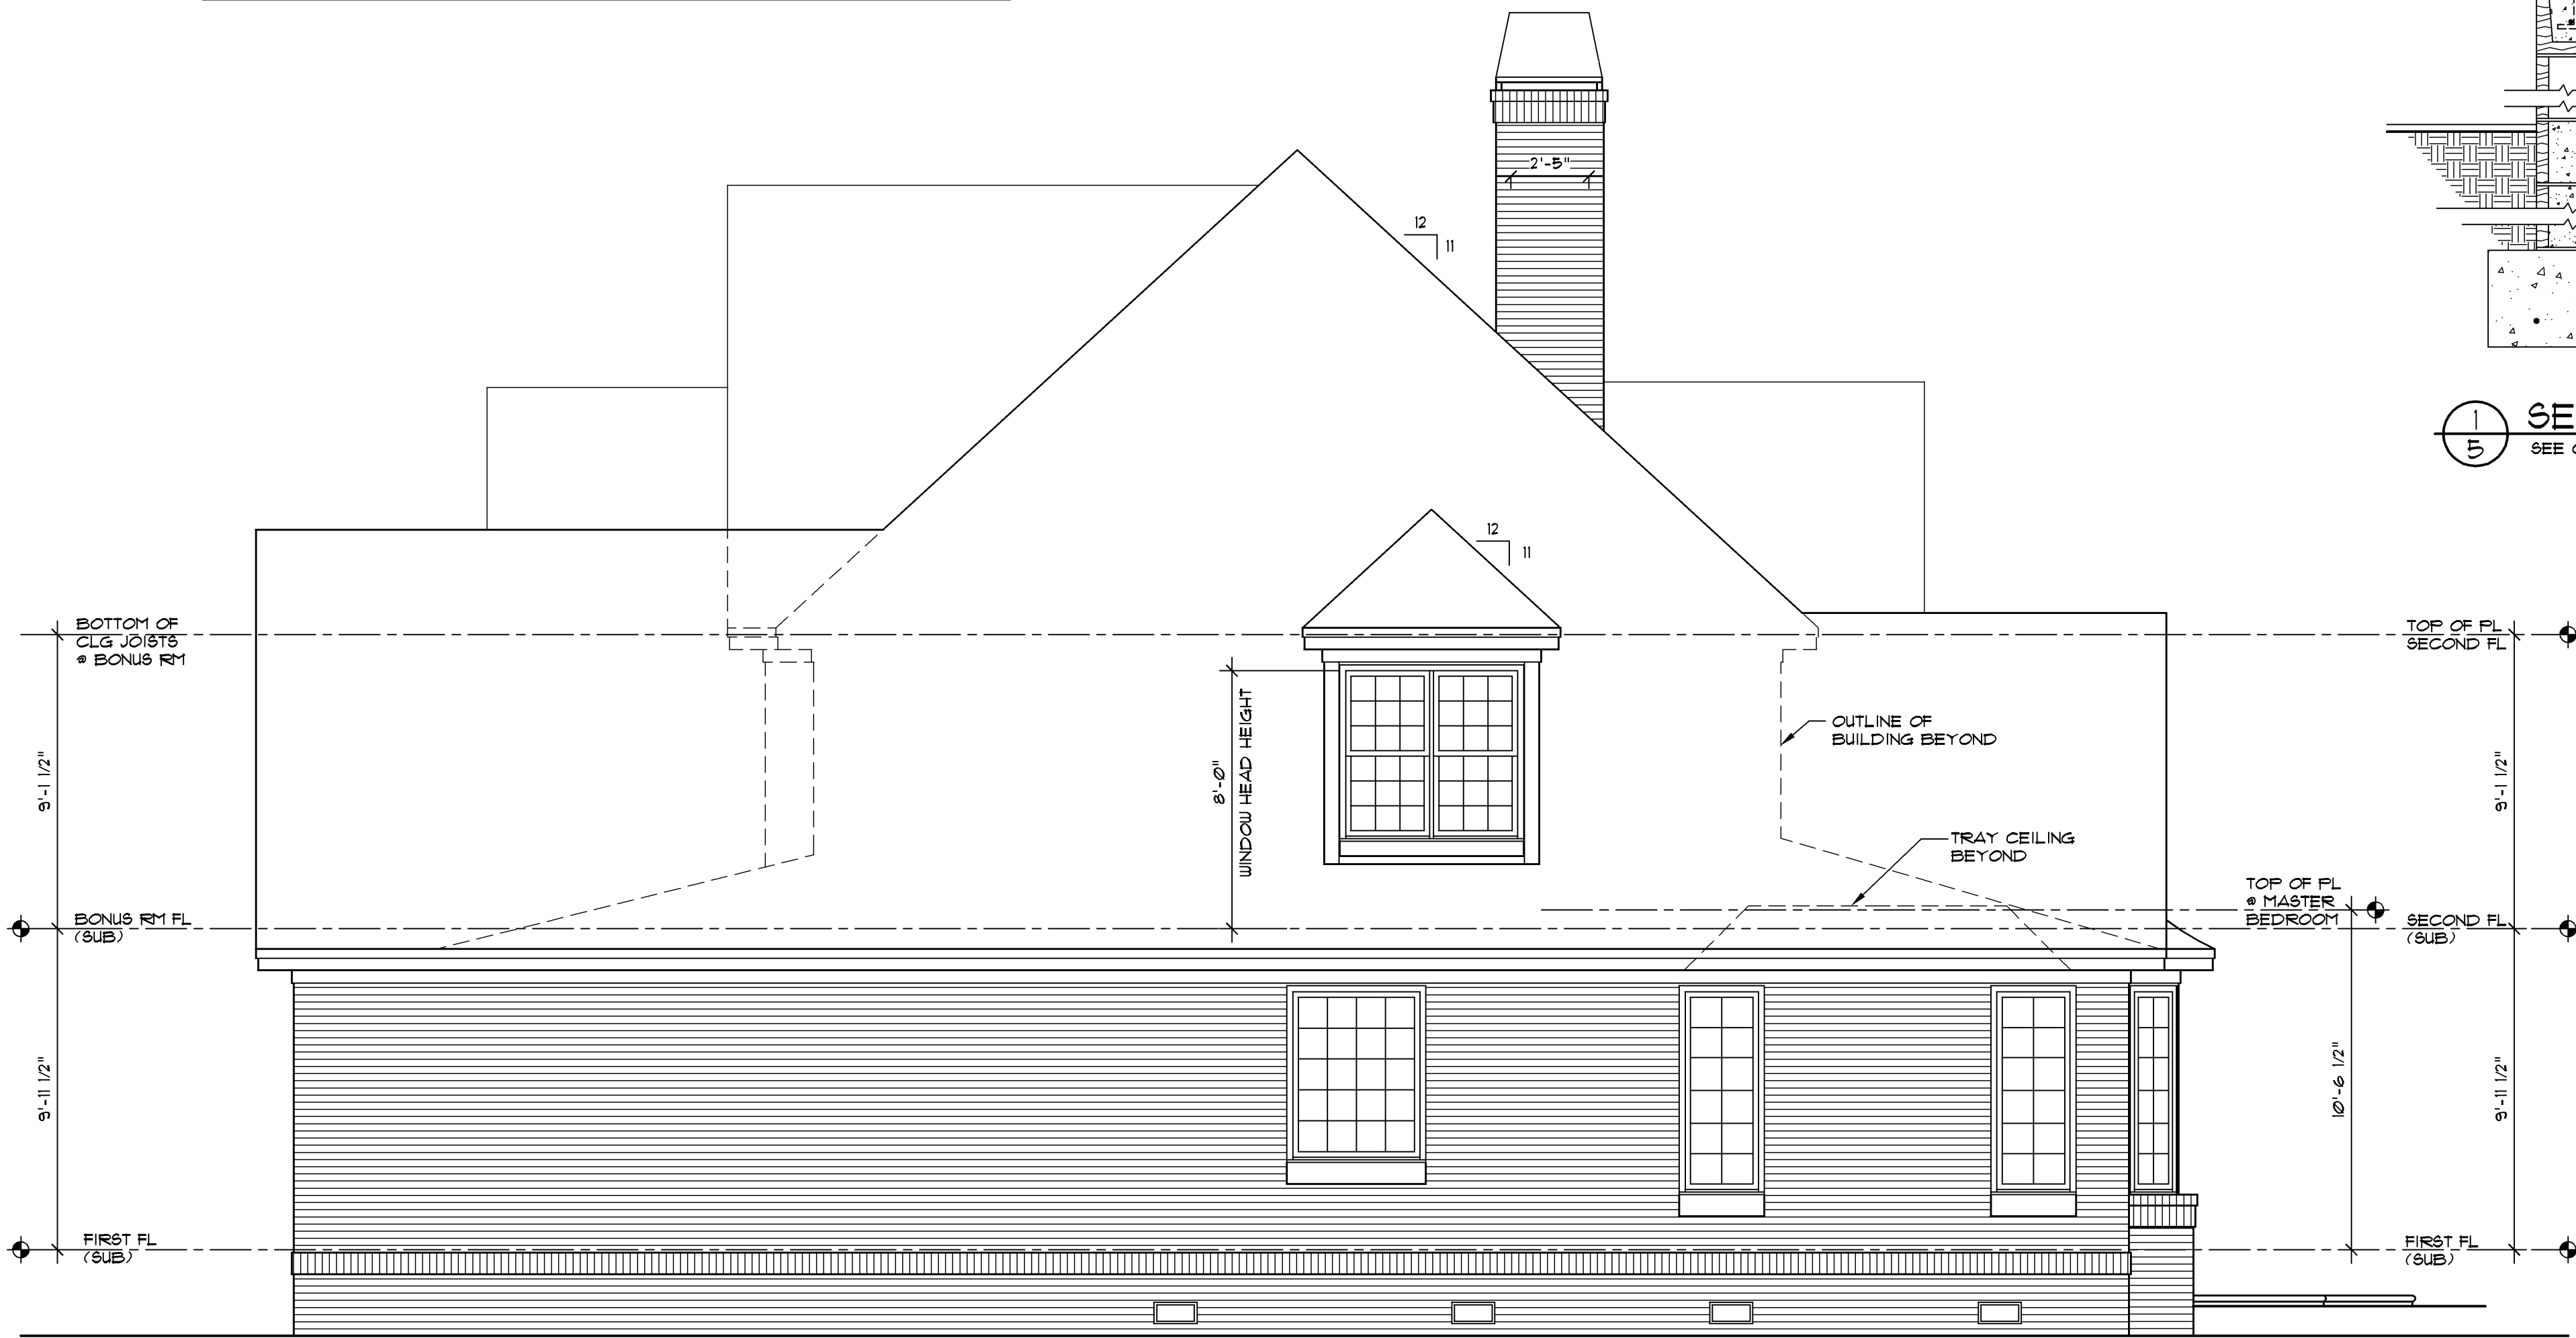 2'-5"
12
11
1
5
SE
SEE
12
11
BOTTOM OF
CLG JOISTS
@ BONUS RM
TOP OF PL
SECOND FL
9'-1 1/2"
8'-0"
WINDOW HEAD HEIGHT
OUTLINE OF
BUILDING BEYOND
9'-1 1/2"
TRAY CEILING
BEYOND
TOP OF PL
@ MASTER
BEDROOM
BONUS RM FL
(SUB)
SECOND FL
(SUB)
9'-11 1/2"
10'-6 1/2"
9'-11 1/2"
FIRST FL
(SUB)
FIRST FL
(SUB)